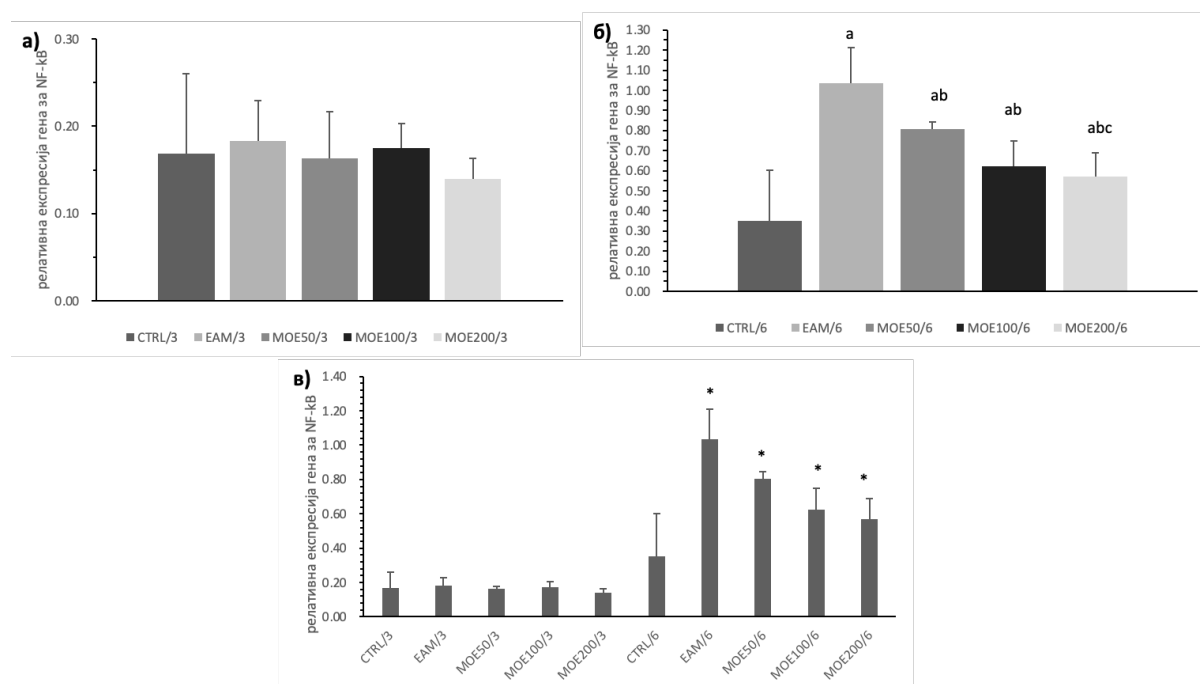 а)
релативна експресија гена за NF-kB
0.30
0.20
0.10
0.00
CTRL/3 EAM/3 MOE50/3 MOE100/3 MOE200/3
б)
релативна експресија гена за NF-kB
1.30
1.20
1.10
1.00
0.90
0.80
0.70
0.60
0.50
0.40
0.30
0.20
0.10
0.00
a
ab
ab
abc
CTRL/6 EAM/6 MOE50/6 MOE100/6 MOE200/6
в)
релативна експресија гена за NF-kB
1.40
1.20
1.00
0.80
0.60
0.40
0.20
0.00
*
*
*
*
CTRL/3
EAM/3
MOE50/3
MOE100/3
MOE200/3
CTRL/6
EAM/6
MOE50/6
MOE100/6
MOE200/6